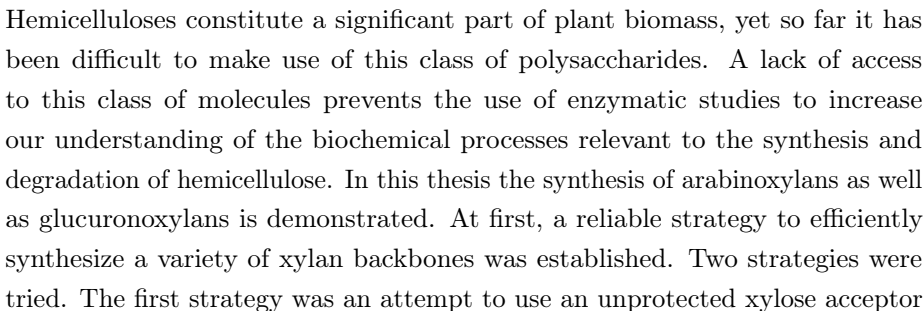 Hemicelluloses constitute a significant part of plant biomass, yet so far it has
been difficult to make use of this class of polysaccharides. A lack of access
to this class of molecules prevents the use of enzymatic studies to increase
our understanding of the biochemical processes relevant to the synthesis and
degradation of hemicellulose. In this thesis the synthesis of arabinoxylans as well
as glucuronoxylans is demonstrated. At first, a reliable strategy to efficiently
synthesize a variety of xylan backbones was established. Two strategies were
tried. The first strategy was an attempt to use an unprotected xylose acceptor